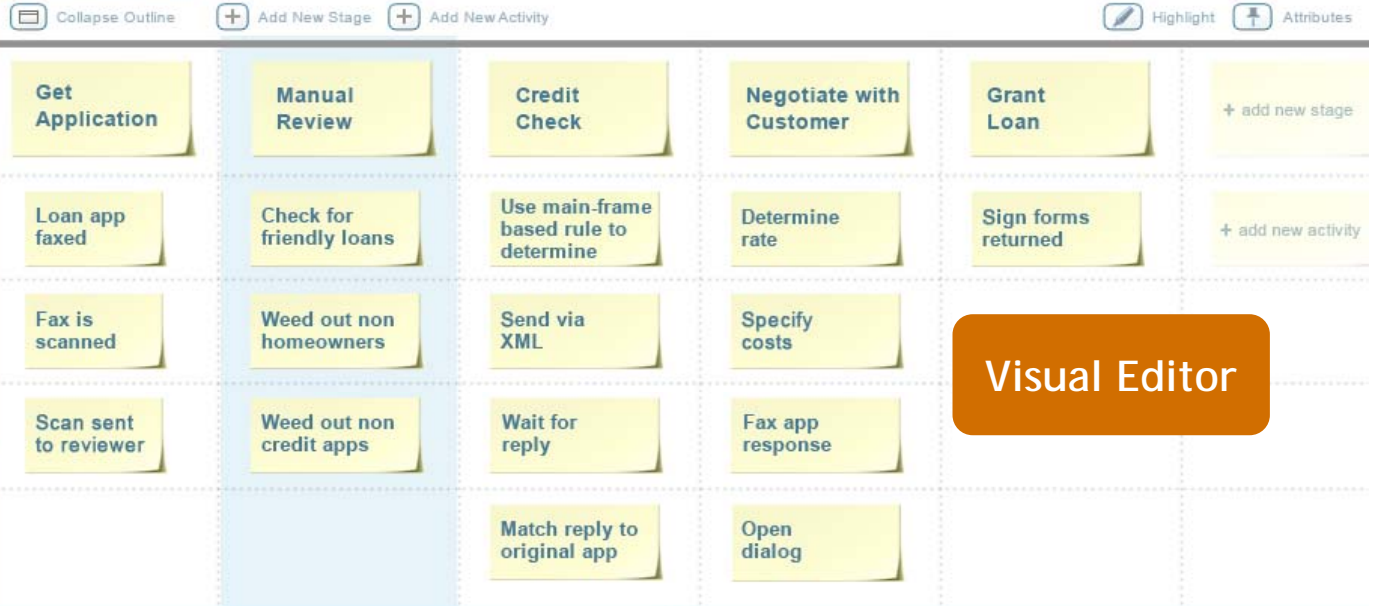 Collapse Outline
Add New Stage
Add New Activity
Highlight
Attributes
Get
Application
Manual
Review
Credit
Check
Negotiate with
Customer
Grant
Loan
+ add new stage
Loan app
faxed
Check for
friendly loans
Use main-frame
based rule to
determine
Determine
rate
Sign forms
returned
+ add new activity
Fax is
scanned
Weed out non
homeowners
Send via
XML
Specify
costs
Visual Editor
Scan sent
to reviewer
Weed out non
credit apps
Wait for
reply
Fax app
response
Match reply to
original app
Open
dialog